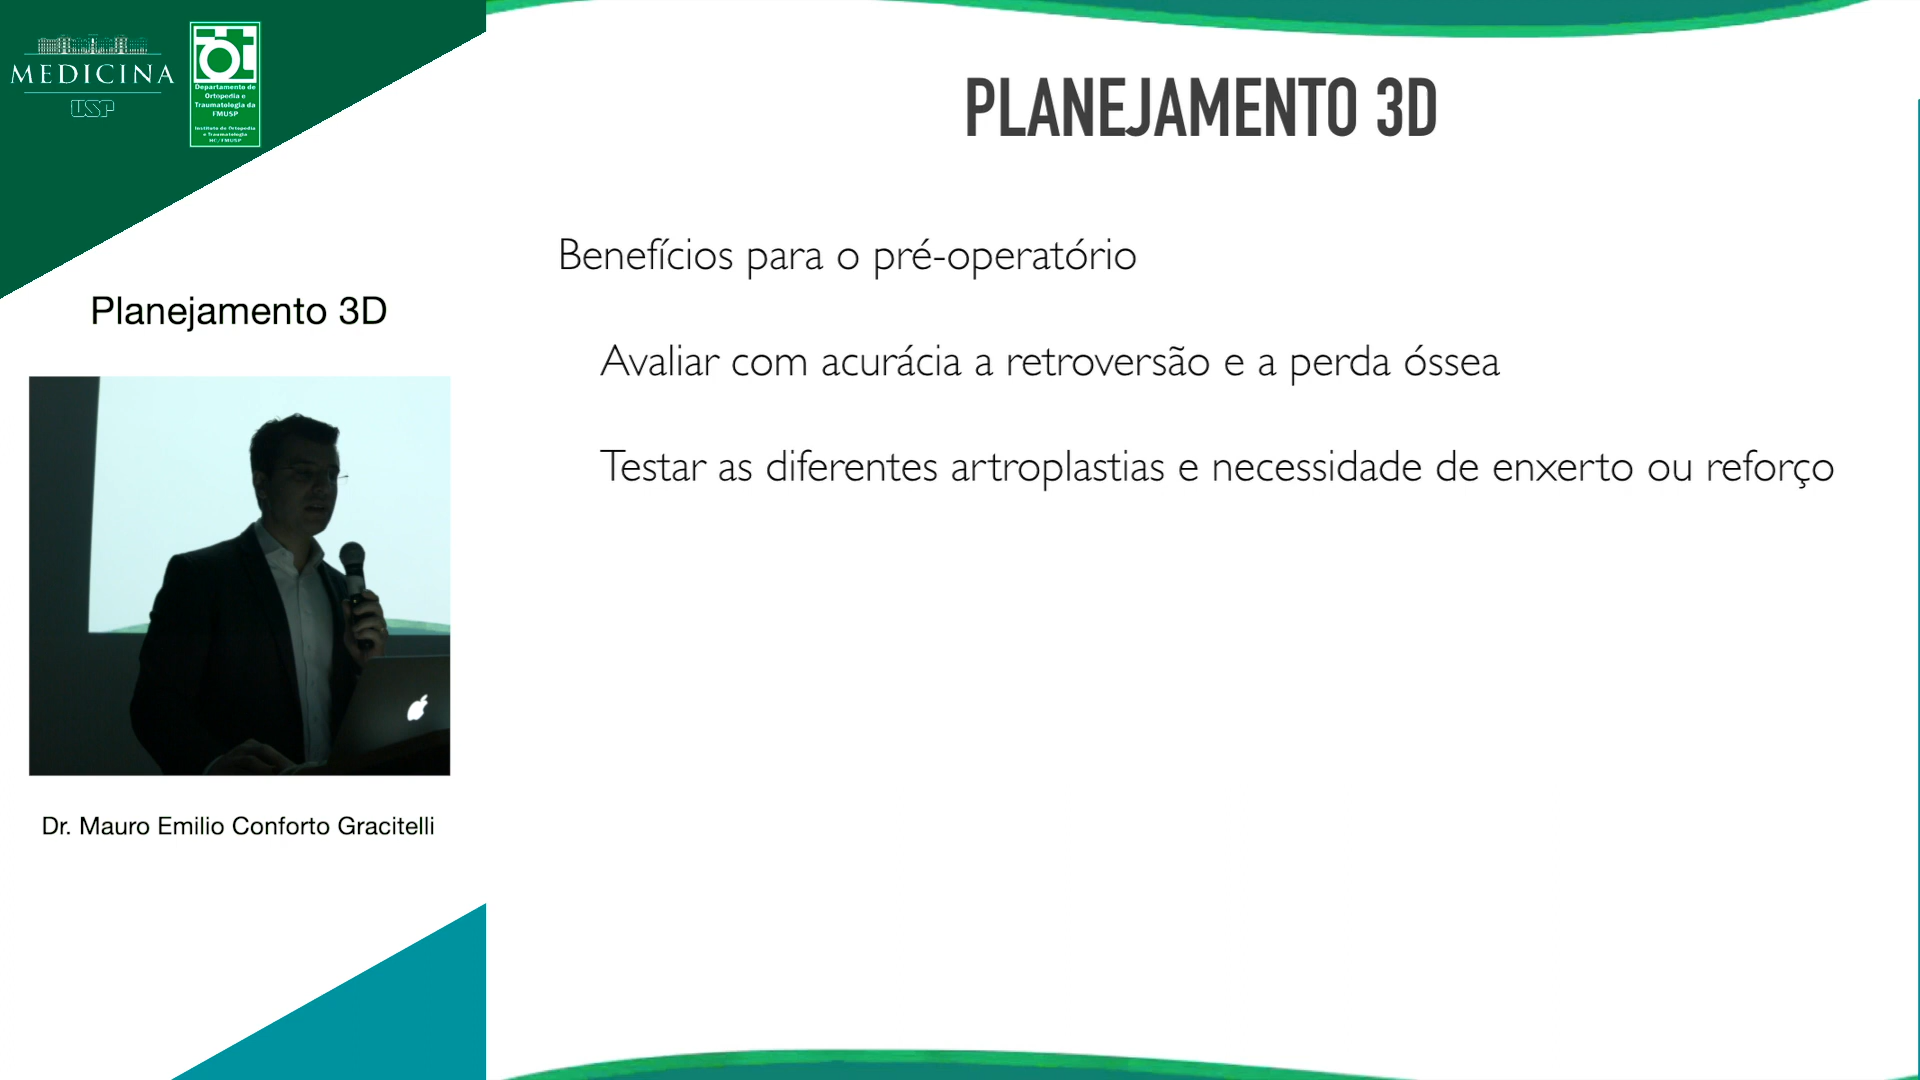 MEDICINA
USP
Departamento de
Ortopedia e
Traumatologia da
FMUSP
Instituto de Ortopedia
e Traumatologia
HC/FMUSP
Planejamento 3D
Dr. Mauro Emilio Conforto Gracitelli
PLANEJAMENTO 3D
Benefícios para o pré-operatório
Avaliar com acurácia a retroversão e a perda óssea
Testar as diferentes artroplastias e necessidade de enxerto ou reforço